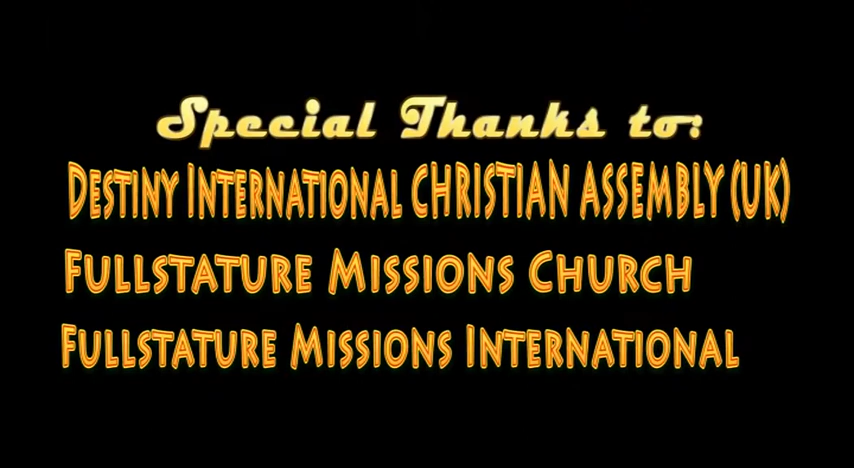 Special Thanks to:
Destiny International CHRISTIAN ASSEMBLY (UK)
Fullstature Missions Church
Fullstature Missions International